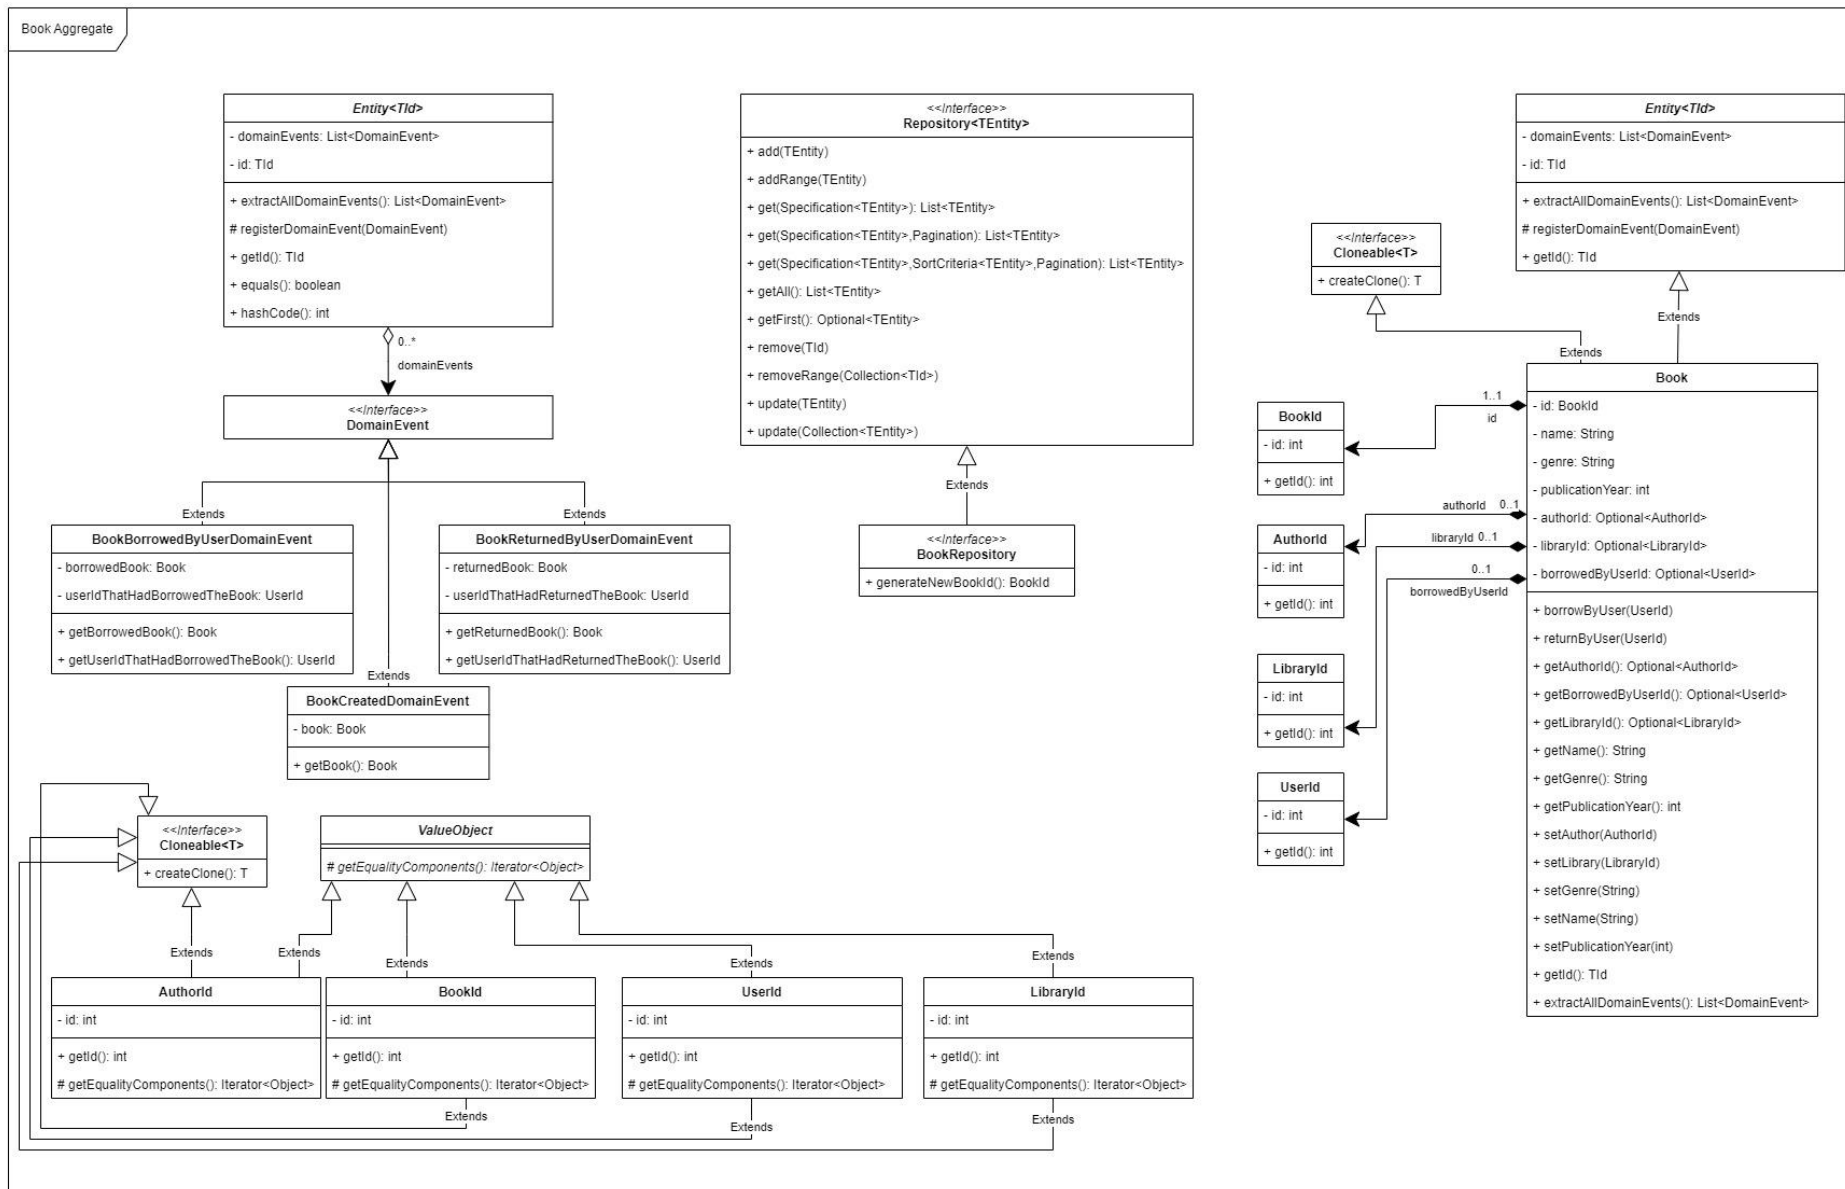 Book Aggregate
Entity<TId>
- domainEvents: List<DomainEvent>
- id: TId
+ extractAllDomainEvents(): List<DomainEvent>
# registerDomainEvent(DomainEvent)
+ getId(): TId
+ equals(): boolean
+ hashCode(): int
0..*
domainEvents
<<Interface>>
DomainEvent
Extends
Extends
BookBorrowedByUserDomainEvent
- borrowedBook: Book
- userIdThatHadBorrowedTheBook: UserId
+ getBorrowedBook(): Book
+ getUserIdThatHadBorrowedTheBook(): UserId
BookReturnedByUserDomainEvent
- returnedBook: Book
- userIdThatHadReturnedTheBook: UserId
+ getReturnedBook(): Book
+ getUserIdThatHadReturnedTheBook(): UserId
Extends
BookCreatedDomainEvent
- book: Book
+ getBook(): Book
<<Interface>>
Repository<TEntity>
+ add(TEntity)
+ addRange(TEntity)
+ get(Specification<TEntity>): List<TEntity>
+ get(Specification<TEntity>,Pagination): List<TEntity>
+ get(Specification<TEntity>,SortCriteria<TEntity>,Pagination): List<TEntity>
+ getAll(): List<TEntity>
+ getFirst(): Optional<TEntity>
+ remove(TId)
+ removeRange(Collection<TId>)
+ update(TEntity)
+ update(Collection<TEntity>)
Extends
<<Interface>>
BookRepository
+ generateNewBookId(): BookId
Entity<TId>
- domainEvents: List<DomainEvent>
- id: TId
+ extractAllDomainEvents(): List<DomainEvent>
# registerDomainEvent(DomainEvent)
+ getId(): TId
<<Interface>>
Cloneable<T>
+ createClone(): T
Extends
Extends
Book
- id: BookId
- name: String
- genre: String
- publicationYear: int
- authorId: Optional<AuthorId>
- libraryId: Optional<LibraryId>
- borrowedByUserId: Optional<UserId>
+ borrowByUser(UserId)
+ returnByUser(UserId)
+ getAuthorId(): Optional<AuthorId>
+ getBorrowedByUserId(): Optional<UserId>
+ getLibraryId(): Optional<LibraryId>
+ getName(): String
+ getGenre(): String
+ getPublicationYear(): int
+ setAuthor(AuthorId)
+ setLibrary(LibraryId)
+ setGenre(String)
+ setName(String)
+ setPublicationYear(int)
+ getId(): TId
+ extractAllDomainEvents(): List<DomainEvent>
1..1
id
authorId 0..1
libraryId 0..1
0..1
borrowedByUserId
BookId
- id: int
+ getId(): int
AuthorId
- id: int
+ getId(): int
LibraryId
- id: int
+ getId(): int
UserId
- id: int
+ getId(): int
<<Interface>>
Cloneable<T>
+ createClone(): T
ValueObject
# getEqualityComponents(): Iterator<Object>
Extends
Extends
Extends
Extends
Extends
AuthorId
- id: int
+ getId(): int
# getEqualityComponents(): Iterator<Object>
BookId
- id: int
+ getId(): int
# getEqualityComponents(): Iterator<Object>
UserId
- id: int
+ getId(): int
# getEqualityComponents(): Iterator<Object>
LibraryId
- id: int
+ getId(): int
# getEqualityComponents(): Iterator<Object>
Extends
Extends
Extends